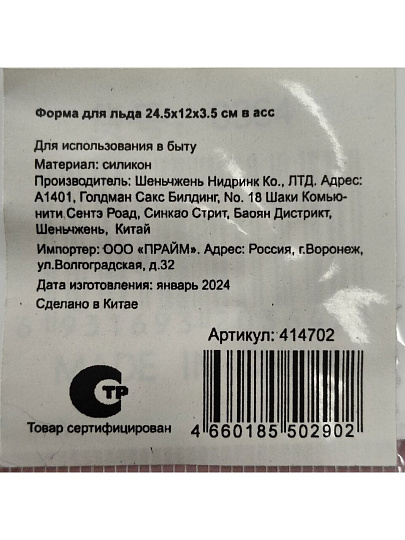 Форма для льда 24.5х12х3.5 см в асс
Для использования в быту
Материал: силикон
Производитель: Шеньчжень Нидринк Ко., ЛТД. Адрес:
А1401, Голдман Сакс Билдинг, No. 18 Шаки Комью-
нити Сентэ Роад, Синкао Стрит, Баоян Дистрикт,
Шеньчжень, Китай
Импортер: ООО «ПРАЙМ». Адрес: Россия, г.Воронеж,
ул.Волгоградская, д.32
Дата изготовления: январь 2024
Сделано в Китае
Артикул: 414702
ТР
Товар сертифицирован
4 660185 502902